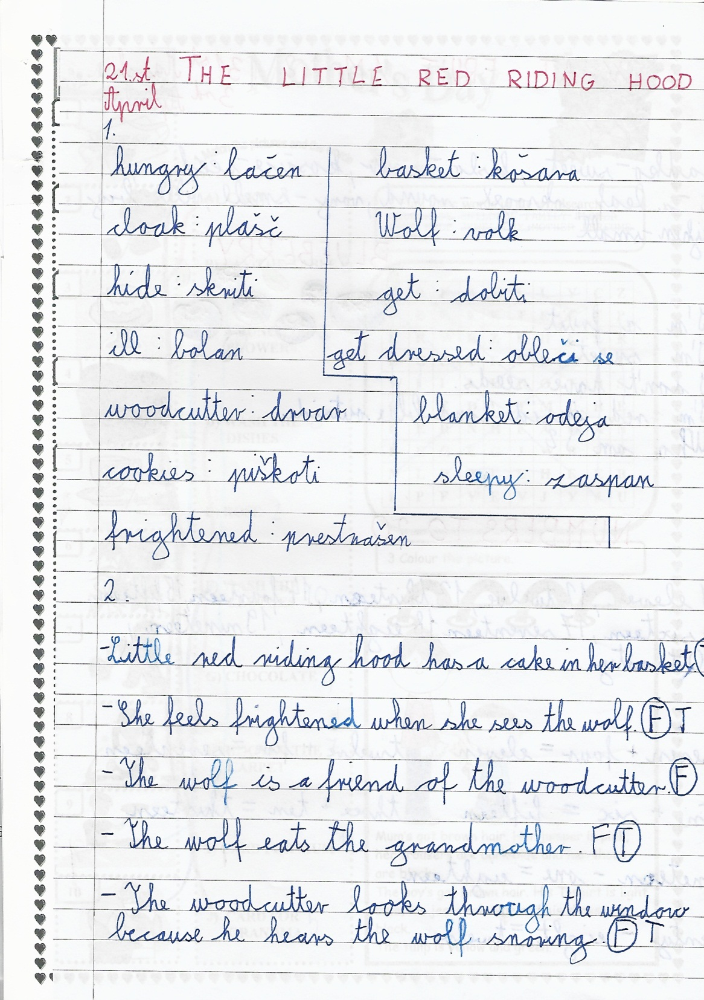 21.st. THE LITTLE RED RIDING HOOD
April
1.
hungry : lačen basket : košara
cloak : plašč Wolf : volk
hide : skriti get : dobiti
ill : bolan get dressed : obleči se
woodcutter : drvar blanket : odeja
cookies : piškoti sleepy : zaspan
frightened : prestrašen
2.
-Little red riding hood has a cake in her basket
- She feels frightened when she sees the wolf. F T
- The wolf is a friend of the woodcutter. F
- The wolf eats the grandmother. F T
- The woodcutter looks through the window
because he hears the wolf snoring. F T